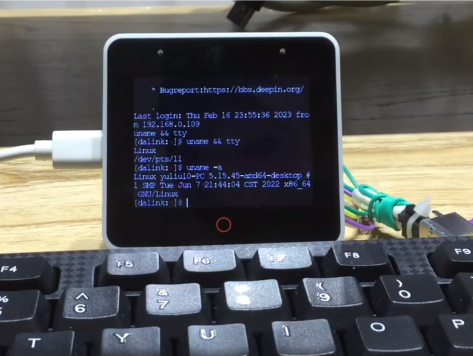 * Bugreport:https://bbs.deepin.org/
Last login: Thu Feb 16 23:55:36 2023 fro
m 192.168.0.109
uname && tty
[dalink: ]$ uname && tty
Linux
/dev/pts/11
[dalink: ]$ uname -a
Linux yuliu10-PC 5.15.45-amd64-desktop #
1 SMP Tue Jun 7 21:44:04 CST 2022 x86_64
GNU/Linux
[dalink: ]$
F4 F5 F6 F7 F8 F9
% 5 ^ 6 & 7 * 8 ( 9 ) 0
T Y U I O P